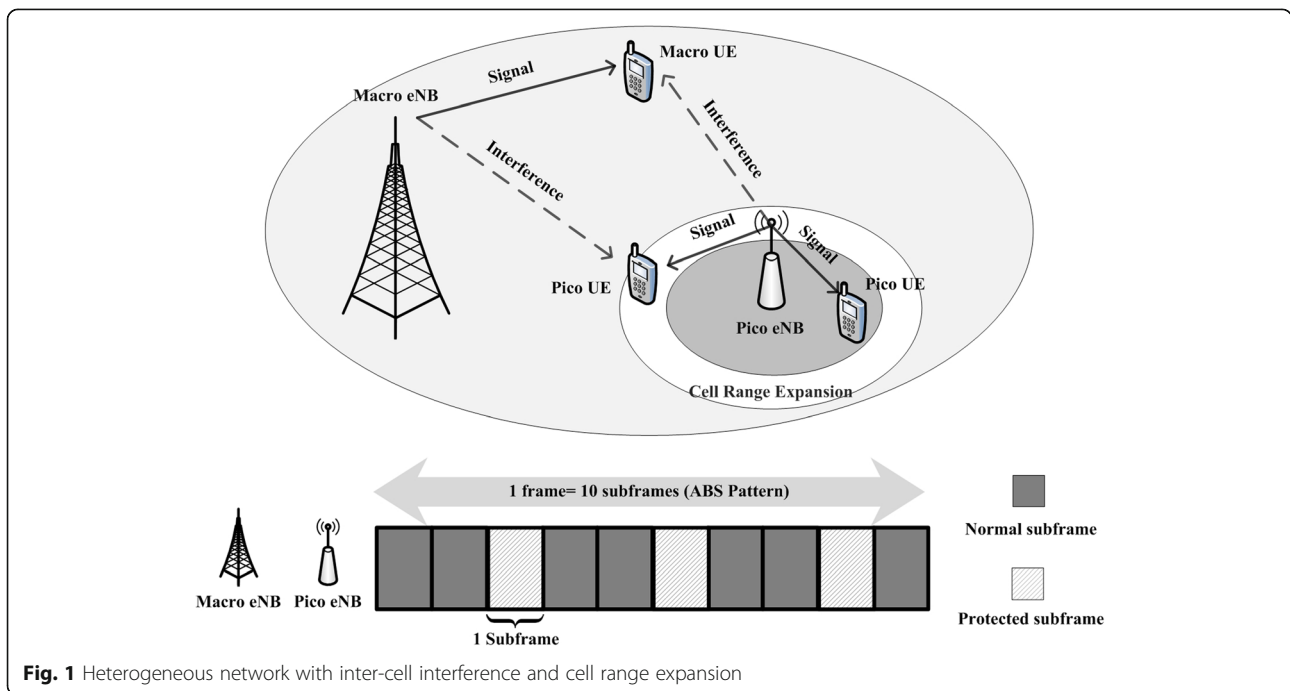 Macro UE
Signal
Macro eNB
Interference
Interference
Signal
Signal
Pico UE
Pico UE
Pico eNB
Cell Range Expansion
1 frame= 10 subframes (ABS Pattern)
Normal subframe
Macro eNB
Pico eNB
1 Subframe
Protected subframe
Fig. 1 Heterogeneous network with inter-cell interference and cell range expansion